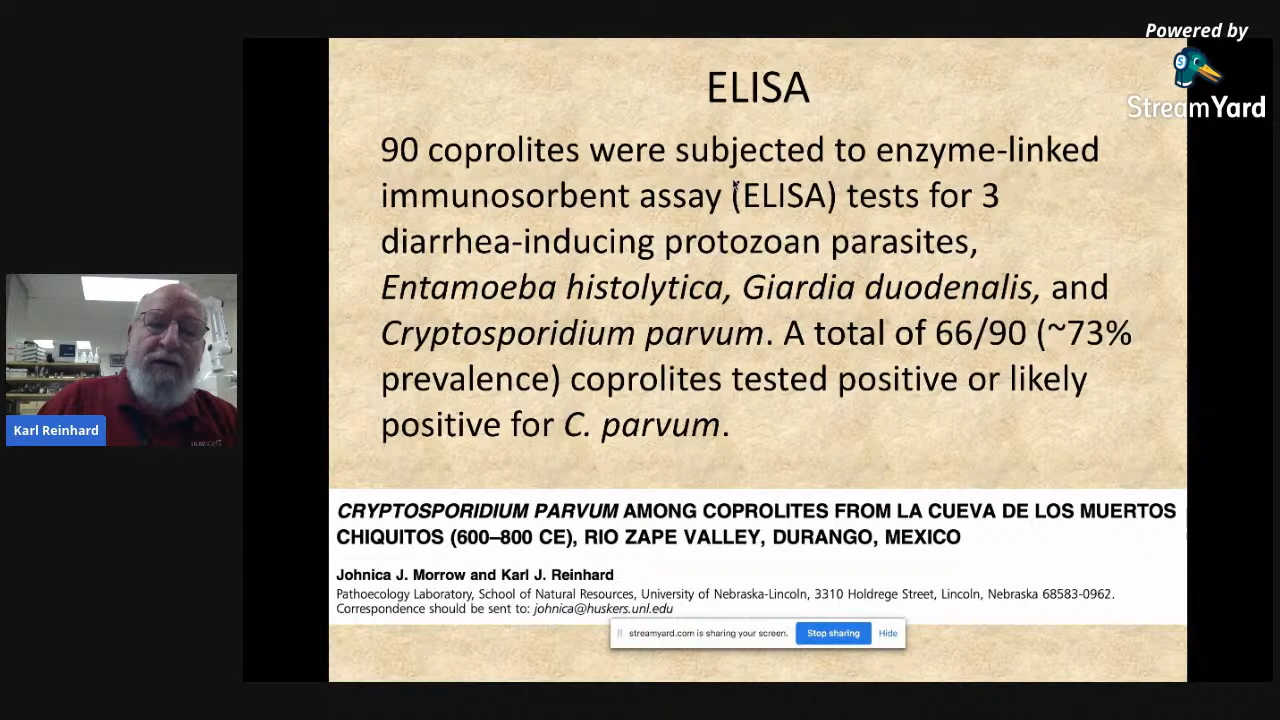 Powered by
StreamYard
ELISA
90 coprolites were subjected to enzyme-linked
immunosorbent assay (ELISA) tests for 3
diarrhea-inducing protozoan parasites,
Entamoeba histolytica, Giardia duodenalis, and
Cryptosporidium parvum. A total of 66/90 (~73%
prevalence) coprolites tested positive or likely
positive for C. parvum.
Karl Reinhard
CRYPTOSPORIDIUM PARVUM AMONG COPROLITES FROM LA CUEVA DE LOS MUERTOS
CHIQUITOS (600–800 CE), RIO ZAPE VALLEY, DURANGO, MEXICO
Johnica J. Morrow and Karl J. Reinhard
Pathoecology Laboratory, School of Natural Resources, University of Nebraska-Lincoln, 3310 Holdrege Street, Lincoln, Nebraska 68583-0962.
Correspondence should be sent to: johnica@huskers.unl.edu
streamyard.com is sharing your screen. Stop sharing Hide